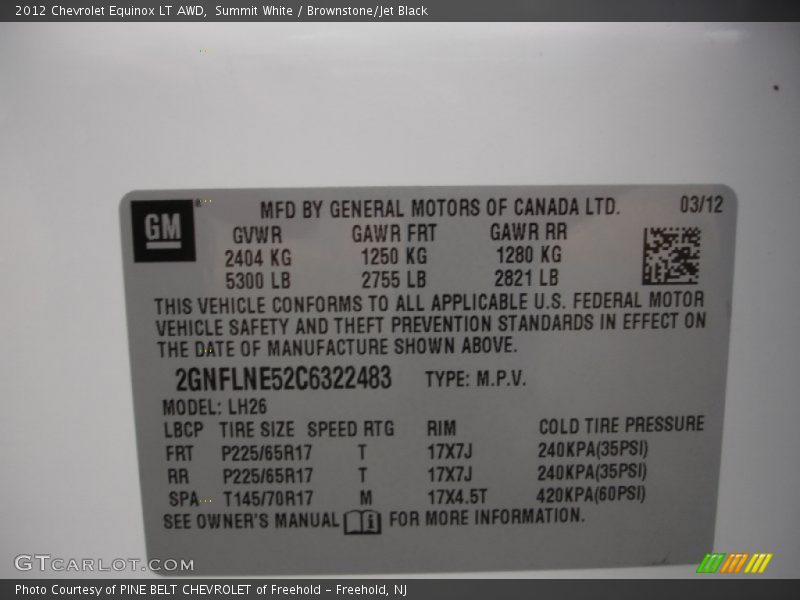 2012 Chevrolet Equinox LT AWD, Summit White / Brownstone/Jet Black
GM® MFD BY GENERAL MOTORS OF CANADA LTD. 03/12
GVWR GAWR FRT GAWR RR
2404 KG 1250 KG 1280 KG
5300 LB 2755 LB 2821 LB
THIS VEHICLE CONFORMS TO ALL APPLICABLE U.S. FEDERAL MOTOR
VEHICLE SAFETY AND THEFT PREVENTION STANDARDS IN EFFECT ON
THE DATE OF MANUFACTURE SHOWN ABOVE.
2GNFLNE52C6322483 TYPE: M.P.V.
MODEL: LH26
LBCP TIRE SIZE SPEED RTG RIM COLD TIRE PRESSURE
FRT P225/65R17 T 17X7J 240KPA(35PSI)
RR P225/65R17 T 17X7J 240KPA(35PSI)
SPA T145/70R17 M 17X4.5T 420KPA(60PSI)
SEE OWNER'S MANUAL i FOR MORE INFORMATION.
GTCARLOT.COM
Photo Courtesy of PINE BELT CHEVROLET of Freehold – Freehold, NJ